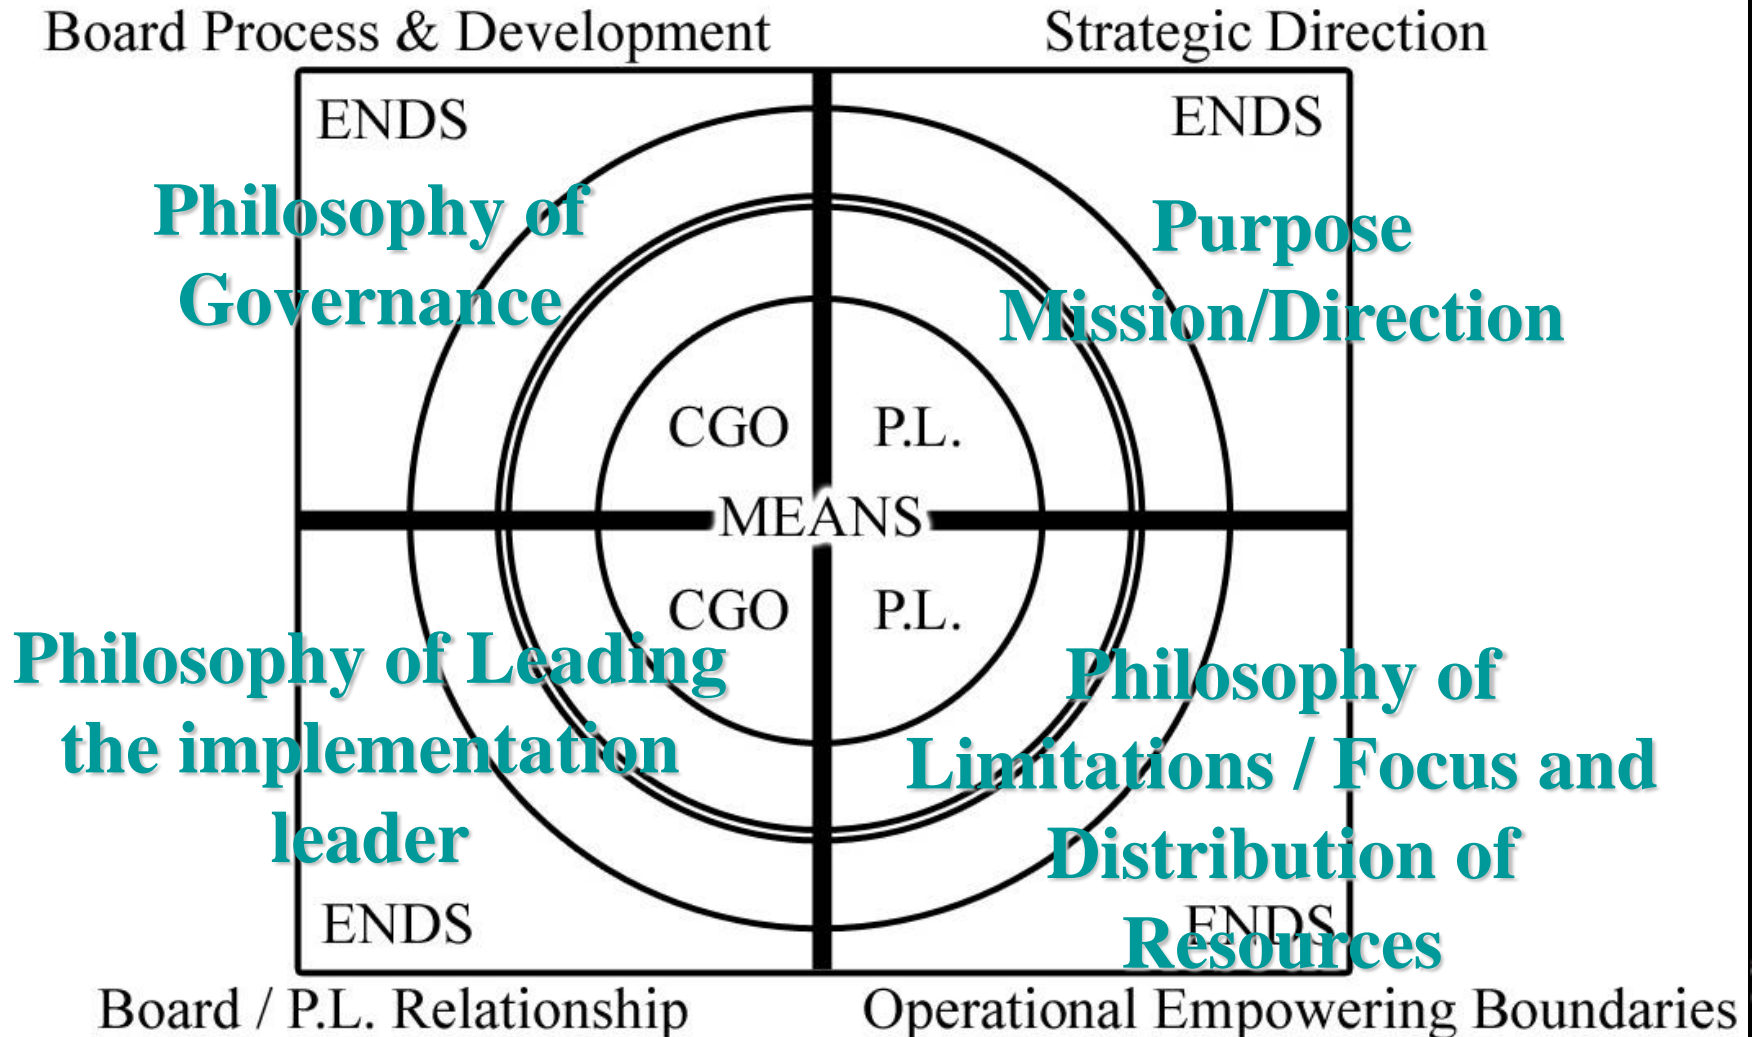 Board Process & Development
Strategic Direction
ENDS
ENDS
Philosophy of
Governance
Purpose
Mission/Direction
CGO
P.L.
MEANS
CGO
P.L.
Philosophy of Leading
the implementation
leader
Philosophy of
Limitations / Focus and
Distribution of
Resources
ENDS
ENDS
Board / P.L. Relationship
Operational Empowering Boundaries